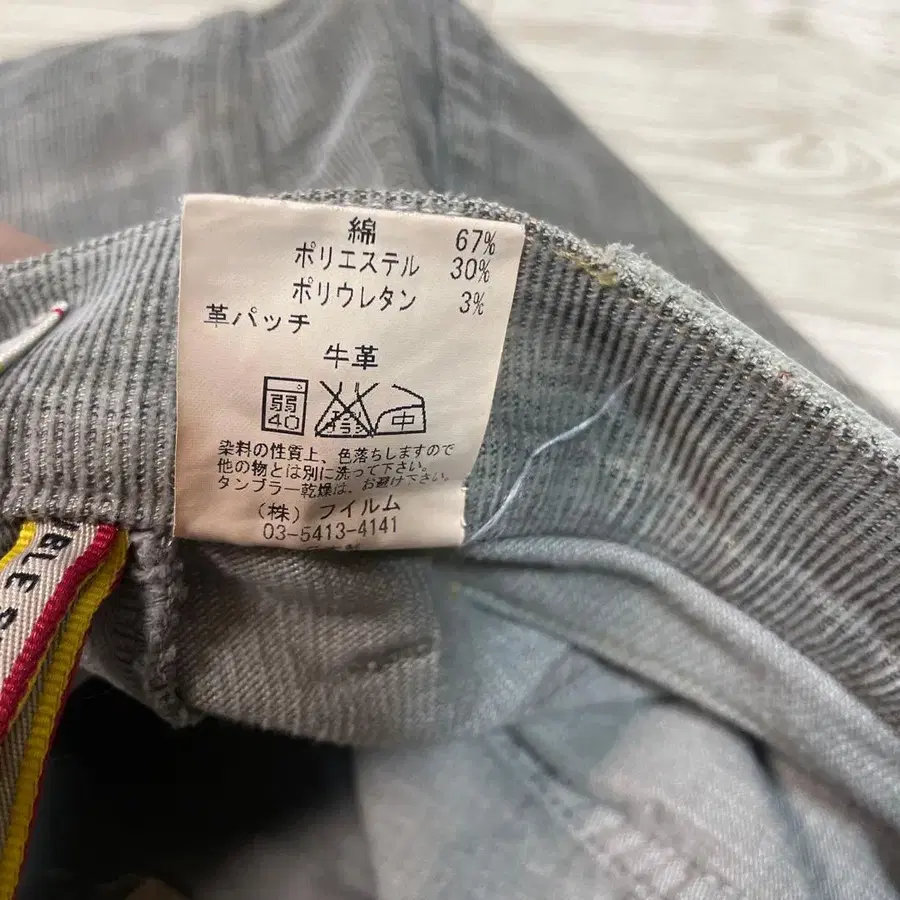 綿 67%
ポリエステル 30%
ポリウレタン 3%
革パッチ
牛革
弱
40
中
染料の性質上、色落ちしますので
他の物とは別に洗って下さい。
タンブラー乾燥は、お避け下さい。
(株) フイルム
03-5413-4141